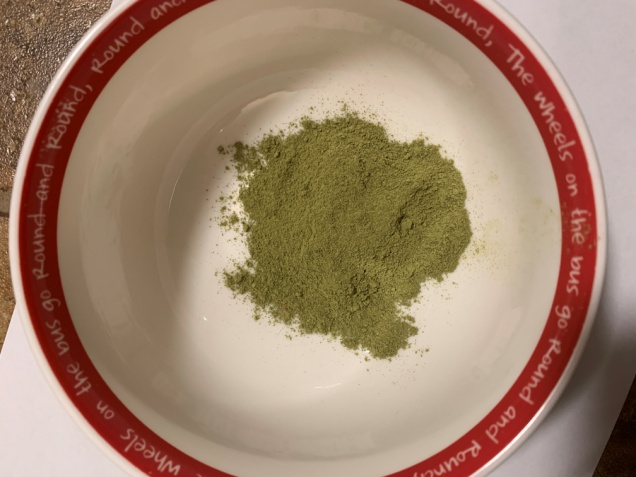 wheels on the bus go Round and Round, Round and
Round, The wheels on the bus go Round and Round,